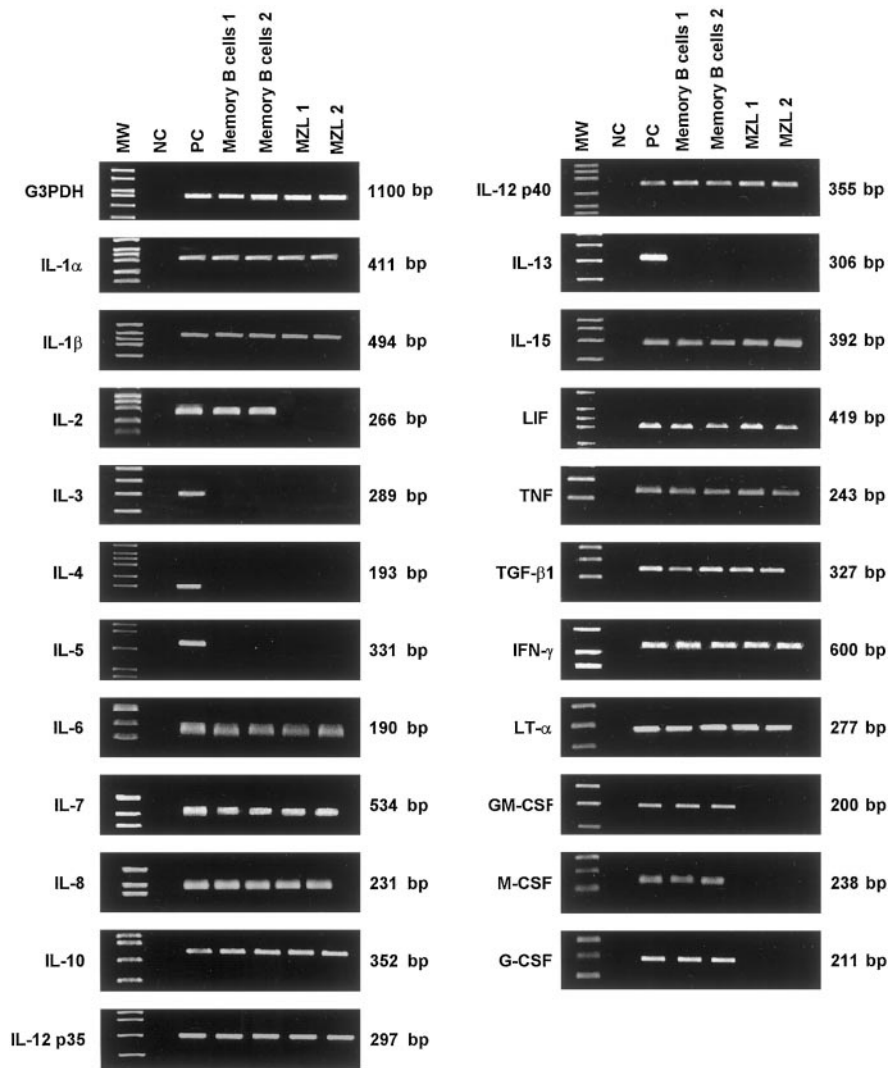 MW NC PC Memory B cells 1 Memory B cells 2 MZL 1 MZL 2
G3PDH 1100 bp
IL-1α 411 bp
IL-1β 494 bp
IL-2 266 bp
IL-3 289 bp
IL-4 193 bp
IL-5 331 bp
IL-6 190 bp
IL-7 534 bp
IL-8 231 bp
IL-10 352 bp
IL-12 p35 297 bp
MW NC PC Memory B cells 1 Memory B cells 2 MZL 1 MZL 2
IL-12 p40 355 bp
IL-13 306 bp
IL-15 392 bp
LIF 419 bp
TNF 243 bp
TGF-β1 327 bp
IFN-γ 600 bp
LT-α 277 bp
GM-CSF 200 bp
M-CSF 238 bp
G-CSF 211 bp